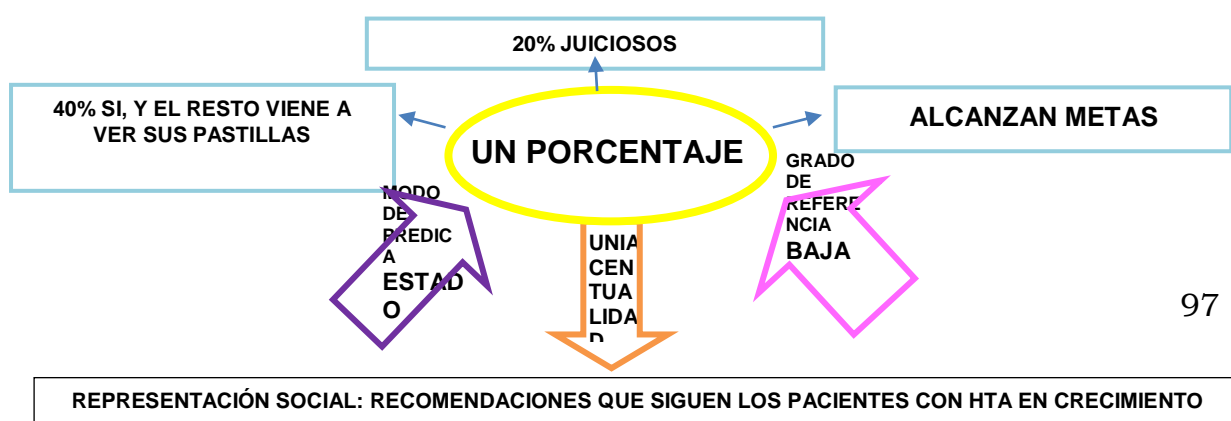 20% JUICIOSOS
40% SI, Y EL RESTO VIENE A
VER SUS PASTILLAS
UN PORCENTAJE
ALCANZAN METAS
MODO
DE
PREDIC
A
ESTAD
O
UNIA
CEN
TUA
LIDA
D
GRADO
DE
REFERE
NCIA
BAJA
97
REPRESENTACIÓN SOCIAL: RECOMENDACIONES QUE SIGUEN LOS PACIENTES CON HTA EN CRECIMIENTO